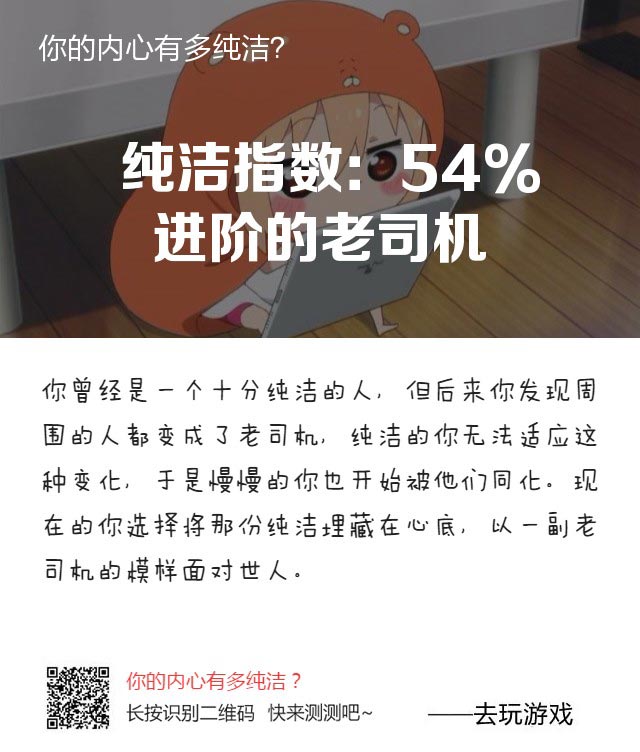 你的内心有多纯洁?
纯洁指数：54%
进阶的老司机
你曾经是一个十分纯洁的人，但后来你发现周
围的人都变成了老司机，纯洁的你无法适应这
种变化，于是慢慢的你也开始被他们同化。现
在的你选择将那份纯洁埋藏在心底，以一副老
司机的模样面对世人。
你的内心有多纯洁？
长按识别二维码 快来测测吧~
——去玩游戏